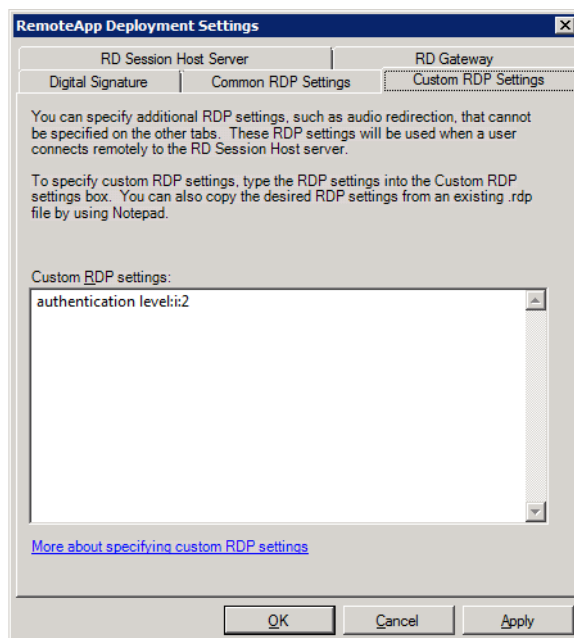 RemoteApp Deployment Settings
RD Session Host Server
RD Gateway
Digital Signature
Common RDP Settings
Custom RDP Settings
You can specify additional RDP settings, such as audio redirection, that cannot
be specified on the other tabs.  These RDP settings will be used when a user
connects remotely to the RD Session Host server.
To specify custom RDP settings, type the RDP settings into the Custom RDP
settings box.  You can also copy the desired RDP settings from an existing .rdp
file by using Notepad.
Custom RDP settings:
authentication level:i:2
More about specifying custom RDP settings
OK
Cancel
Apply